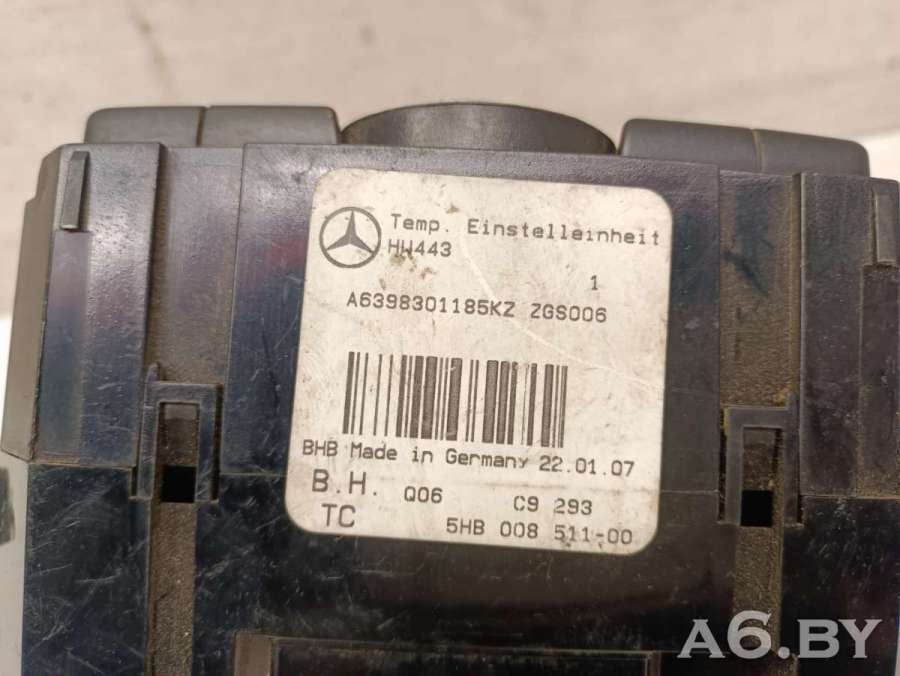 Temp. Einstelleinheit
HW443
1
A6398301185KZ ZGS006
BHB Made in Germany 22.01.07
B.H. Q06 C9 293
TC 5HB 008 511-00
A6.BY